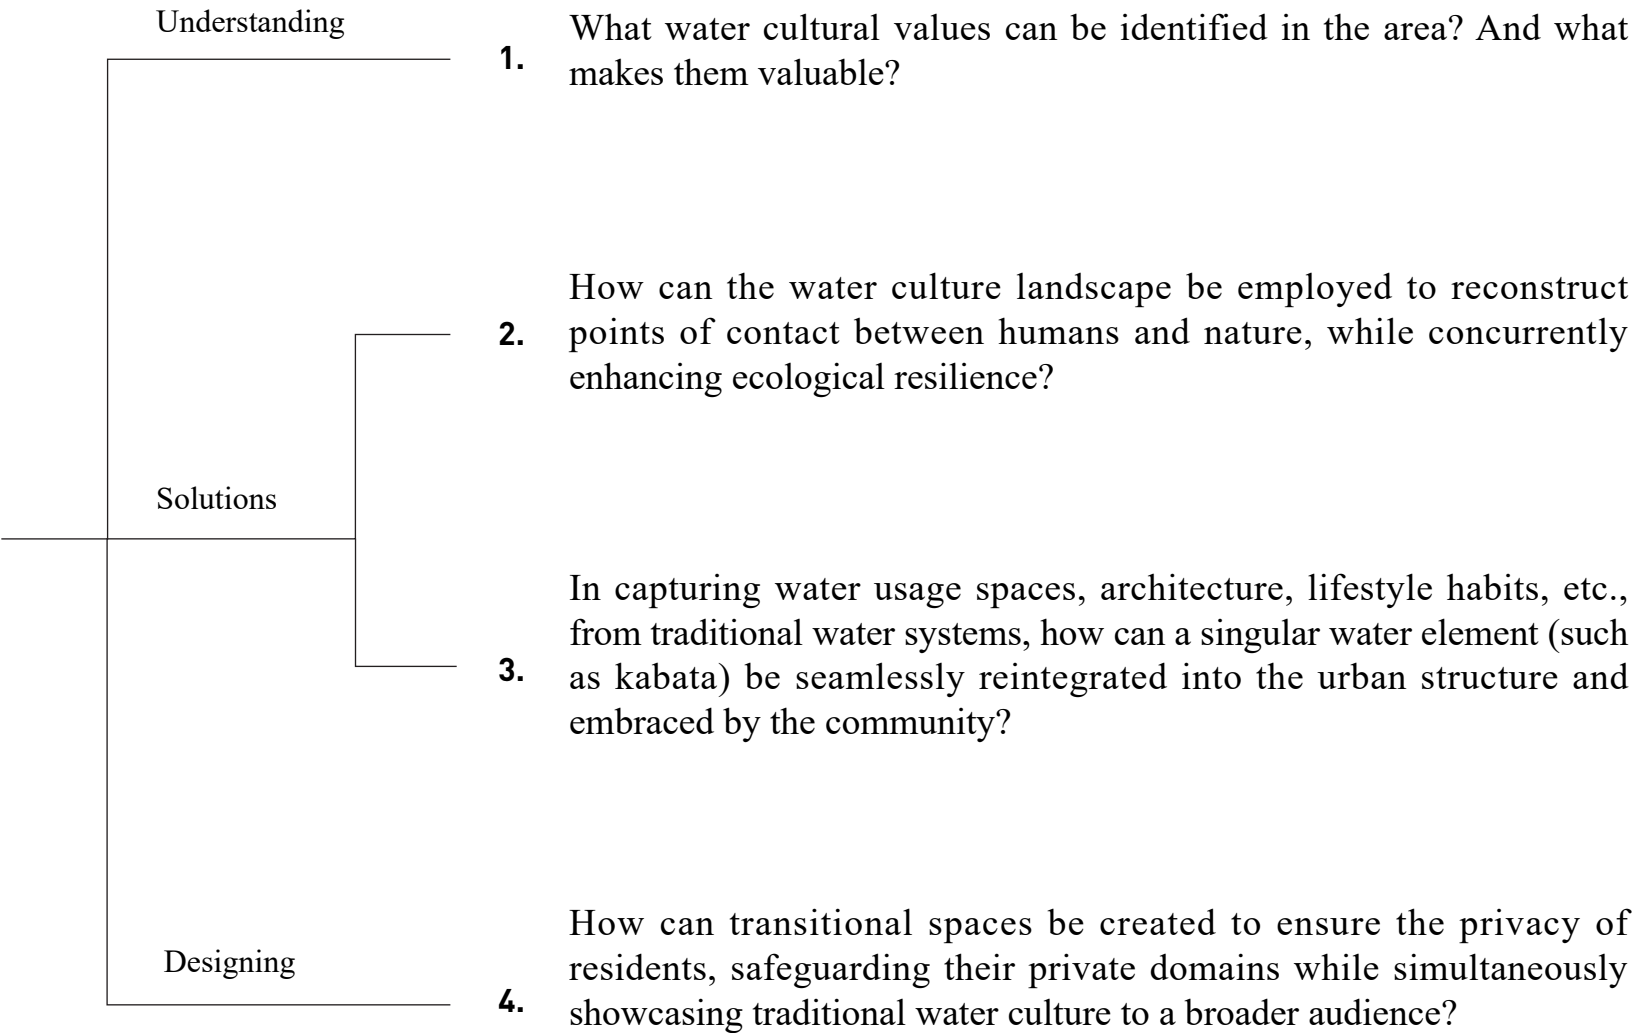 Understanding
1.
What water cultural values can be identified in the area? And what
makes them valuable?
2.
How can the water culture landscape be employed to reconstruct
points of contact between humans and nature, while concurrently
enhancing ecological resilience?
Solutions
3.
In capturing water usage spaces, architecture, lifestyle habits, etc.,
from traditional water systems, how can a singular water element (such
as kabata) be seamlessly reintegrated into the urban structure and
embraced by the community?
Designing
4.
How can transitional spaces be created to ensure the privacy of
residents, safeguarding their private domains while simultaneously
showcasing traditional water culture to a broader audience?